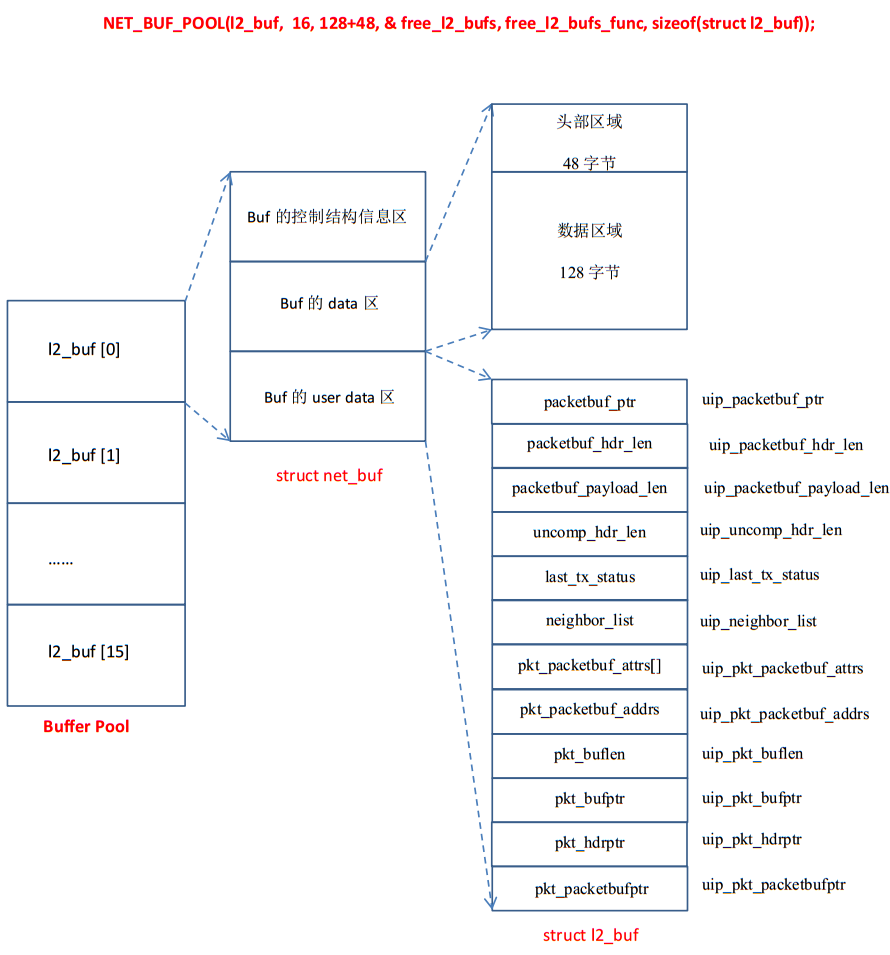 NET_BUF_POOL(l2_buf,  16, 128+48, & free_l2_bufs, free_l2_bufs_func, sizeof(struct l2_buf));
l2_buf [0]
l2_buf [1]
……
l2_buf [15]
Buffer Pool
Buf 的控制结构信息区
Buf 的 data 区
Buf 的 user data 区
struct net_buf
头部区域
48 字节
数据区域
128 字节
packetbuf_ptr uip_packetbuf_ptr
packetbuf_hdr_len uip_packetbuf_hdr_len
packetbuf_payload_len uip_packetbuf_payload_len
uncomp_hdr_len uip_uncomp_hdr_len
last_tx_status uip_last_tx_status
neighbor_list uip_neighbor_list
pkt_packetbuf_attrs[] uip_pkt_packetbuf_attrs
pkt_packetbuf_addrs uip_pkt_packetbuf_addrs
pkt_buflen uip_pkt_buflen
pkt_bufptr uip_pkt_bufptr
pkt_hdrptr uip_pkt_hdrptr
pkt_packetbufptr uip_pkt_packetbufptr
struct l2_buf